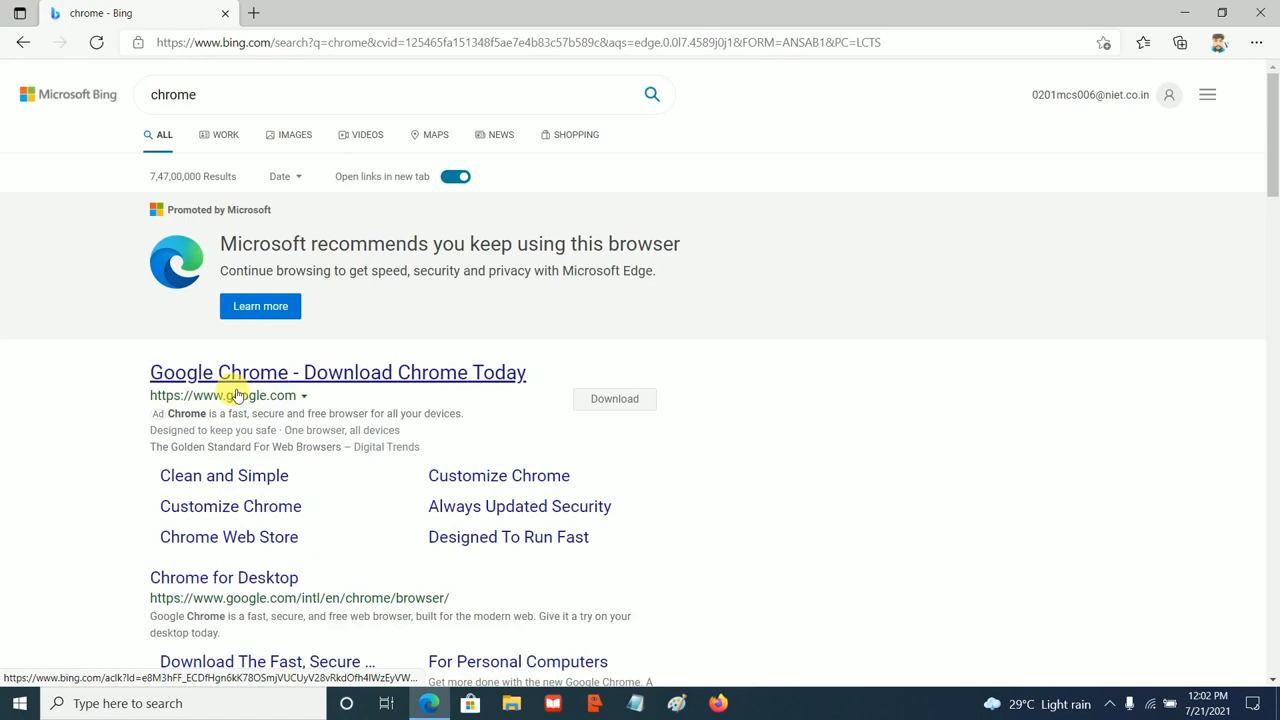 chrome - Bing
https://www.bing.com/search?q=chrome&cvid=125465fa151348f5ae7e4b83c57b589c&aqs=edge.0.0l7.4589j0j1&FORM=ANSAB1&PC=LCTS
Microsoft Bing
chrome
0201mcs006@niet.co.in
ALL WORK IMAGES VIDEOS MAPS NEWS SHOPPING
7,47,00,000 Results Date Open links in new tab
Promoted by Microsoft
Microsoft recommends you keep using this browser
Continue browsing to get speed, security and privacy with Microsoft Edge.
Learn more
Google Chrome - Download Chrome Today
https://www.google.com
Download
Ad Chrome is a fast, secure and free browser for all your devices.
Designed to keep you safe · One browser, all devices
The Golden Standard For Web Browsers – Digital Trends
Clean and Simple Customize Chrome
Customize Chrome Always Updated Security
Chrome Web Store Designed To Run Fast
Chrome for Desktop
https://www.google.com/intl/en/chrome/browser/
Google Chrome is a fast, secure, and free web browser, built for the modern web. Give it a try on your
desktop today.
Download The Fast, Secure ... For Personal Computers
Get more done with the new Google Chrome. A
https://www.bing.com/aclk?ld=e8M3hFF_ECDfHgn6kK78OSmjVUCUyV28vRkdOfh4lWzEyVW...
Type here to search
29°C Light rain
12:02 PM
7/21/2021